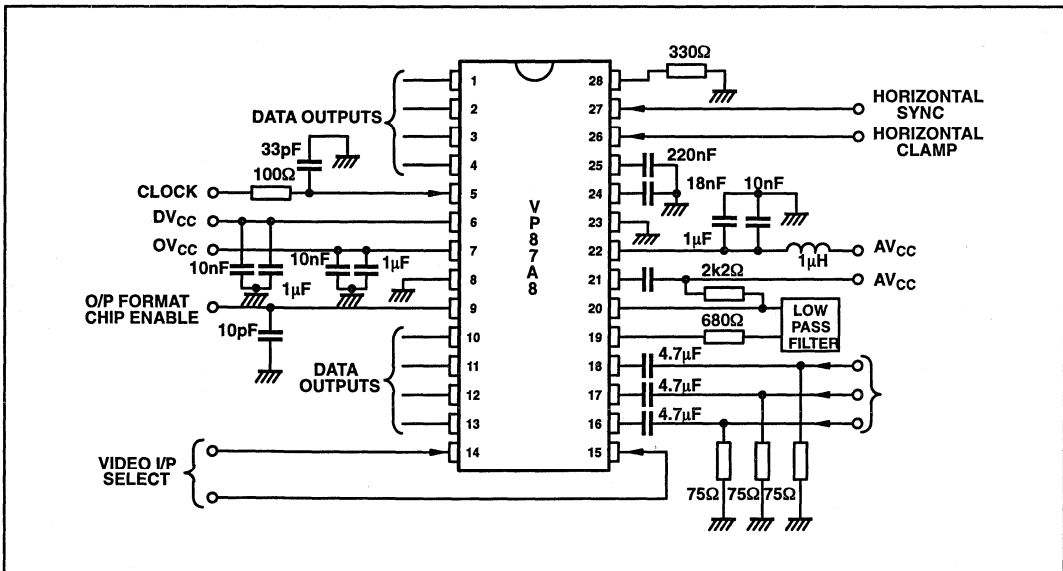 330Ω
1
28
DATA OUTPUTS
2
27
HORIZONTAL
SYNC
3
26
HORIZONTAL
CLAMP
33pF
4
25
220nF
100Ω
CLOCK
5
24
18nF
10nF
VP87A8
DVCC
6
23
OVCC
7
22
1µF
1µH
AVCC
10nF
1µF
10nF
1µF
8
21
2k2Ω
AVCC
O/P FORMAT
CHIP ENABLE
9
20
LOW
PASS
FILTER
10pF
10
19
680Ω
DATA
OUTPUTS
11
18
4.7µF
12
17
4.7µF
13
16
4.7µF
VIDEO I/P
SELECT
14
15
75Ω
75Ω
75Ω